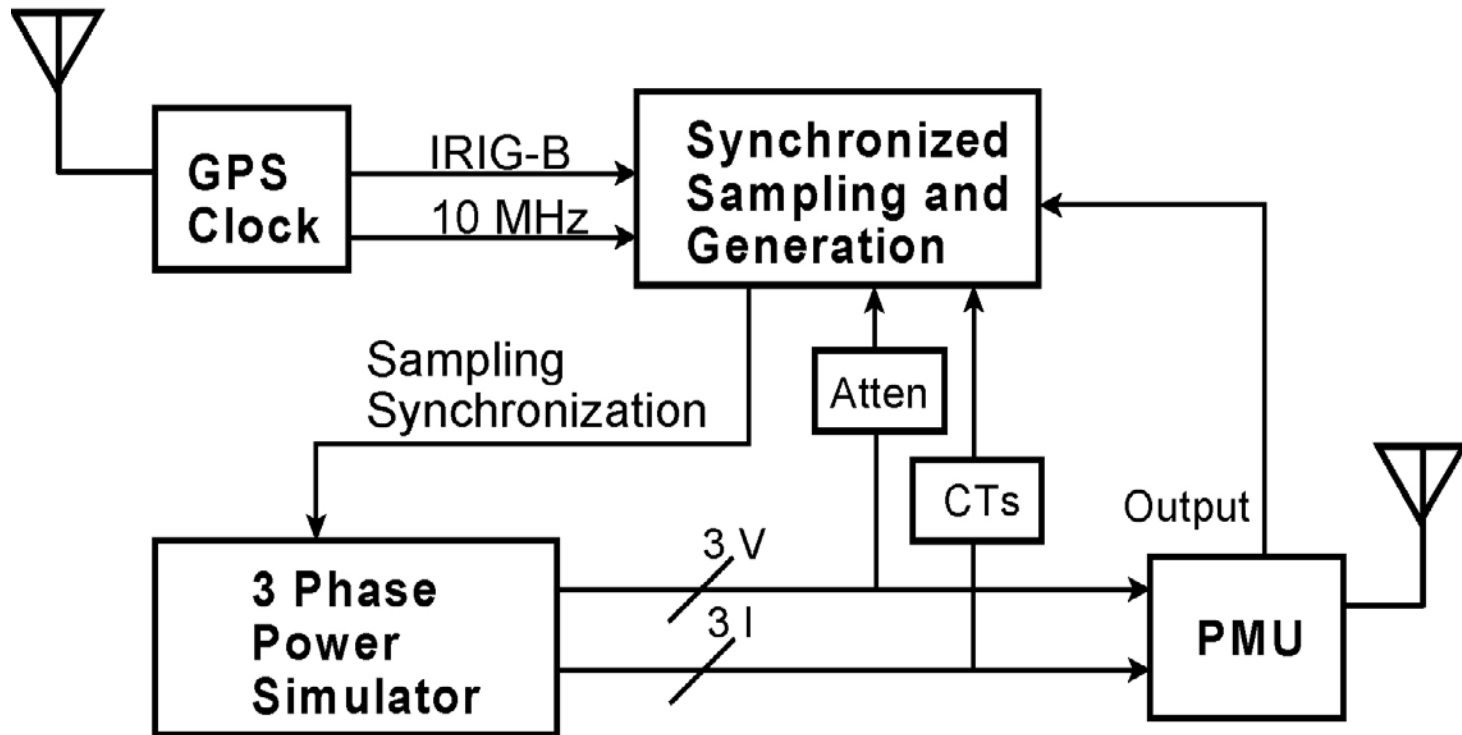 GPS
Clock
IRIG-B
10 MHz
Synchronized
Sampling and
Generation
Sampling
Synchronization
Atten
CTs
Output
3 Phase
Power
Simulator
3 V
3 I
PMU